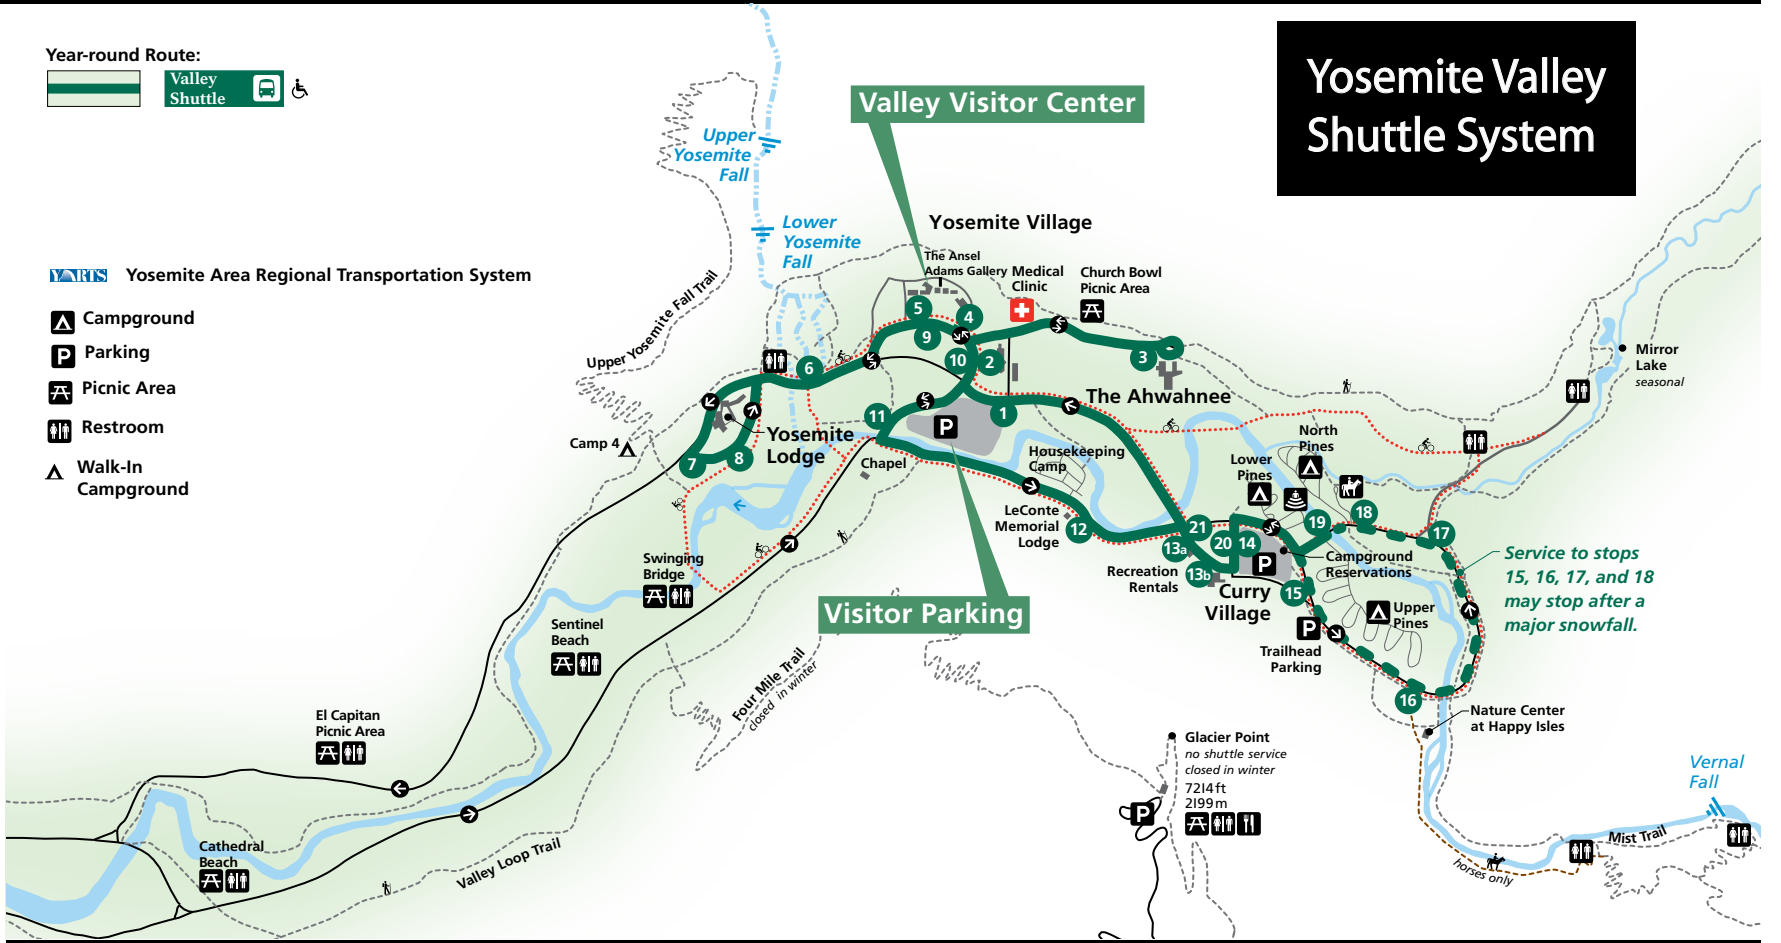 Year-round Route:
Valley
Shuttle
Yosemite Valley
Shuttle System
Valley Visitor Center
Upper
Yosemite
Fall
Lower
Yosemite
Fall
Yosemite Village
The Ansel
Adams Gallery
Medical
Clinic
Church Bowl
Picnic Area
YARTS Yosemite Area Regional Transportation System
Campground
P Parking
Picnic Area
Restroom
Walk-In
Campground
Upper Yosemite Fall Trail
5
4
9
10
2
3
6
11
1
P
7
8
Mirror
Lake
seasonal
The Ahwahnee
Yosemite
Lodge
Camp 4
Chapel
Housekeeping
Camp
North
Pines
Lower
Pines
LeConte
Memorial
Lodge
12
21
13a
20
14
13b
P
19
18
17
Recreation
Rentals
Curry
Village
15
Campground
Reservations
Upper
Pines
Service to stops
15, 16, 17, and 18
may stop after a
major snowfall.
Swinging
Bridge
Visitor Parking
Sentinel
Beach
P
Trailhead
Parking
16
Four Mile Trail
closed in winter
Nature Center
at Happy Isles
El Capitan
Picnic Area
Glacier Point
no shuttle service
closed in winter
7214 ft
2199 m
P
Vernal
Fall
Mist Trail
horses only
Cathedral
Beach
Valley Loop Trail